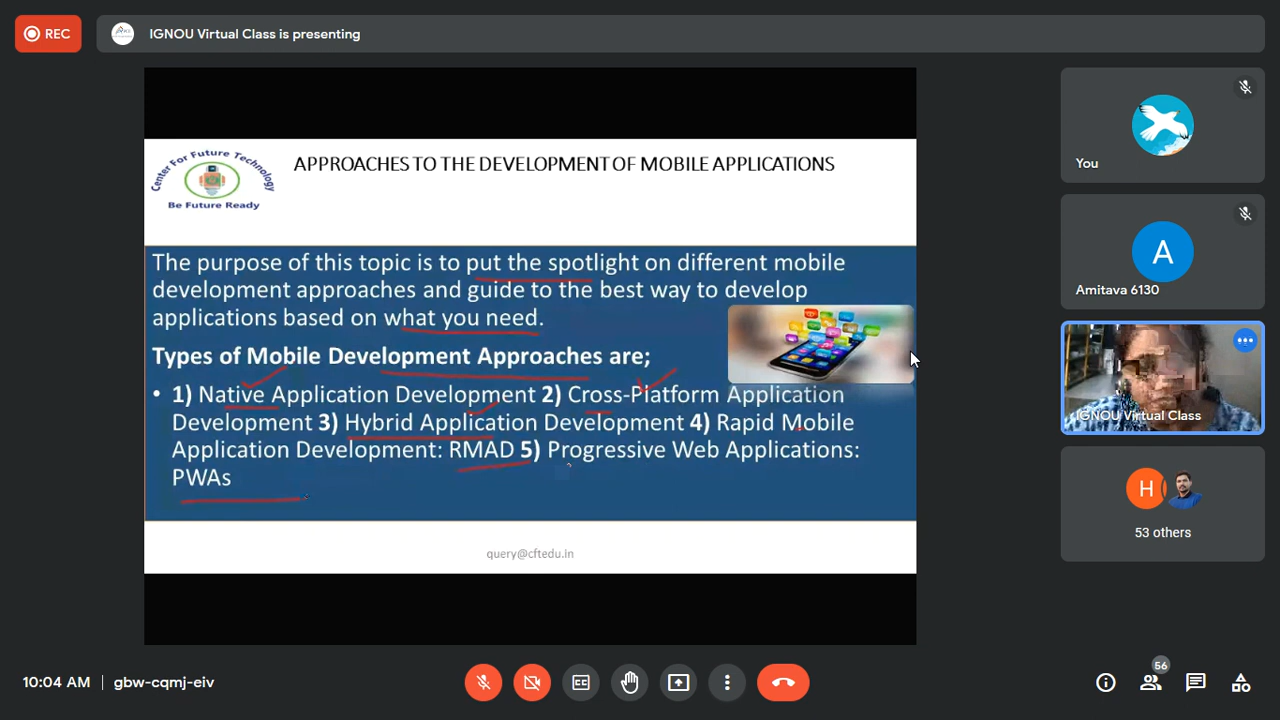 REC
IGNOU Virtual Class is presenting
Center For Future Technology
Be Future Ready
APPROACHES TO THE DEVELOPMENT OF MOBILE APPLICATIONS
The purpose of this topic is to put the spotlight on different mobile
development approaches and guide to the best way to develop
applications based on what you need.
Types of Mobile Development Approaches are;
• 1) Native Application Development 2) Cross-Platform Application
Development 3) Hybrid Application Development 4) Rapid Mobile
Application Development: RMAD 5) Progressive Web Applications:
PWAs
query@cftedu.in
You
A
Amitava 6130
IGNOU Virtual Class
H
53 others
10:04 AM | gbw-cqmj-eiv
CC
56